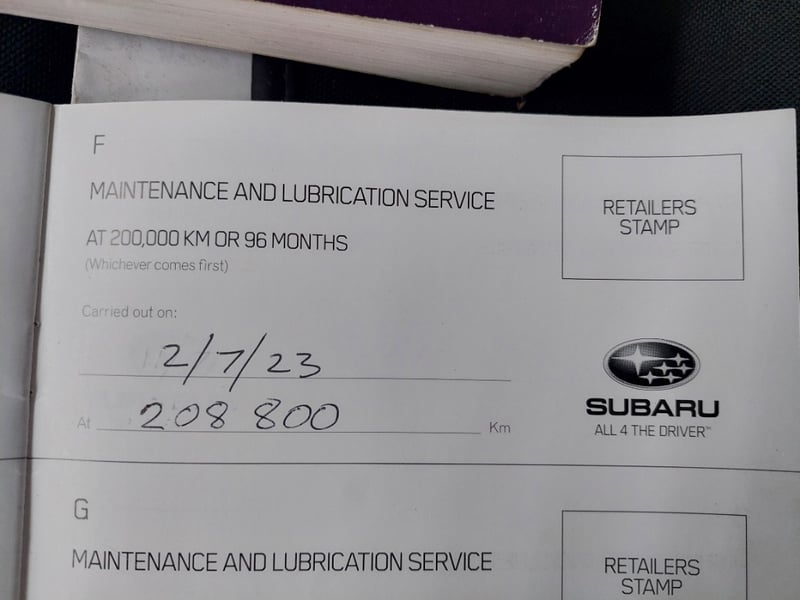 F
MAINTENANCE AND LUBRICATION SERVICE
AT 200,000 KM OR 96 MONTHS
(Whichever comes first)
Carried out on:
2/7/23
At 208 800 Km
RETAILERS
STAMP
SUBARU
ALL 4 THE DRIVER™
G
MAINTENANCE AND LUBRICATION SERVICE
RETAILERS
STAMP